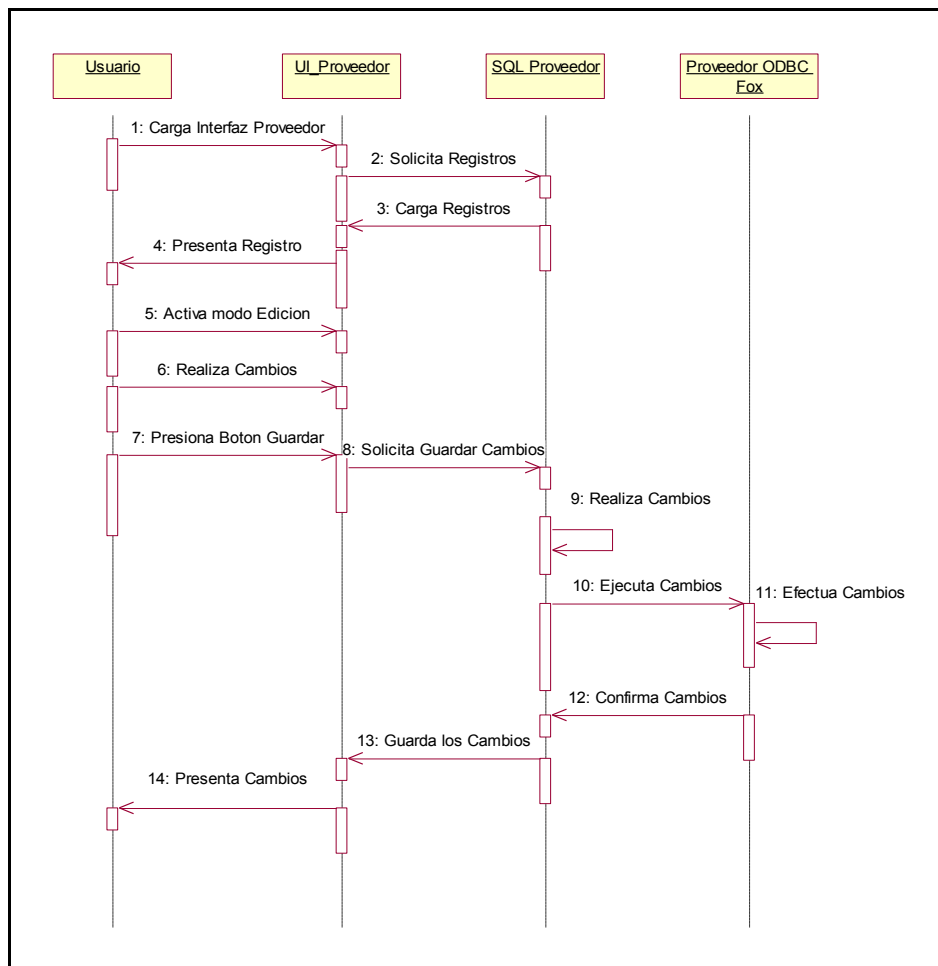 Usuario
UI_Proveedor
SQL Proveedor
Proveedor ODBC
Fox
1: Carga Interfaz Proveedor
2: Solicita Registros
3: Carga Registros
4: Presenta Registro
5: Activa modo Edicion
6: Realiza Cambios
7: Presiona Boton Guardar
8: Solicita Guardar Cambios
9: Realiza Cambios
10: Ejecuta Cambios
11: Efectua Cambios
12: Confirma Cambios
13: Guarda los Cambios
14: Presenta Cambios